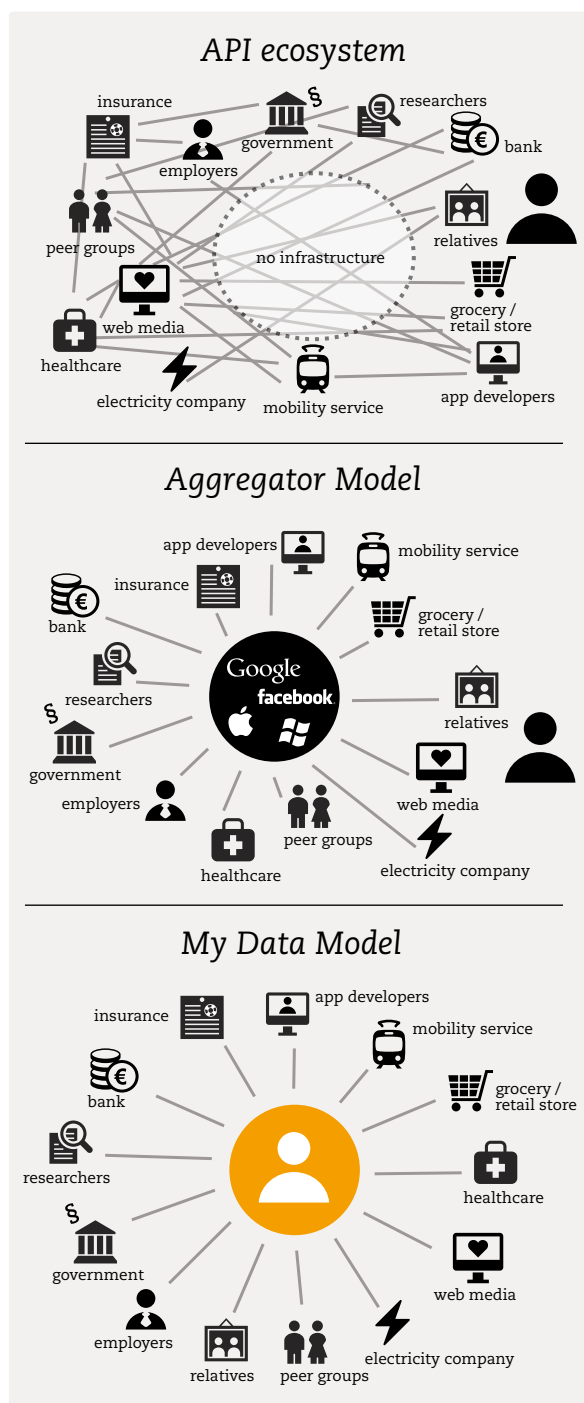 API ecosystem
insurance
§
researchers
government
bank
employers
peer groups
relatives
no infrastructure
web media
grocery /
retail store
healthcare
electricity company
mobility service
app developers
Aggregator Model
app developers
mobility service
insurance
€
bank
grocery /
retail store
Google
facebook
researchers
§
relatives
government
employers
web media
peer groups
healthcare
electricity company
My Data Model
insurance
app developers
mobility service
€
bank
grocery /
retail store
researchers
healthcare
§
government
web media
employers
electricity company
relatives
peer groups